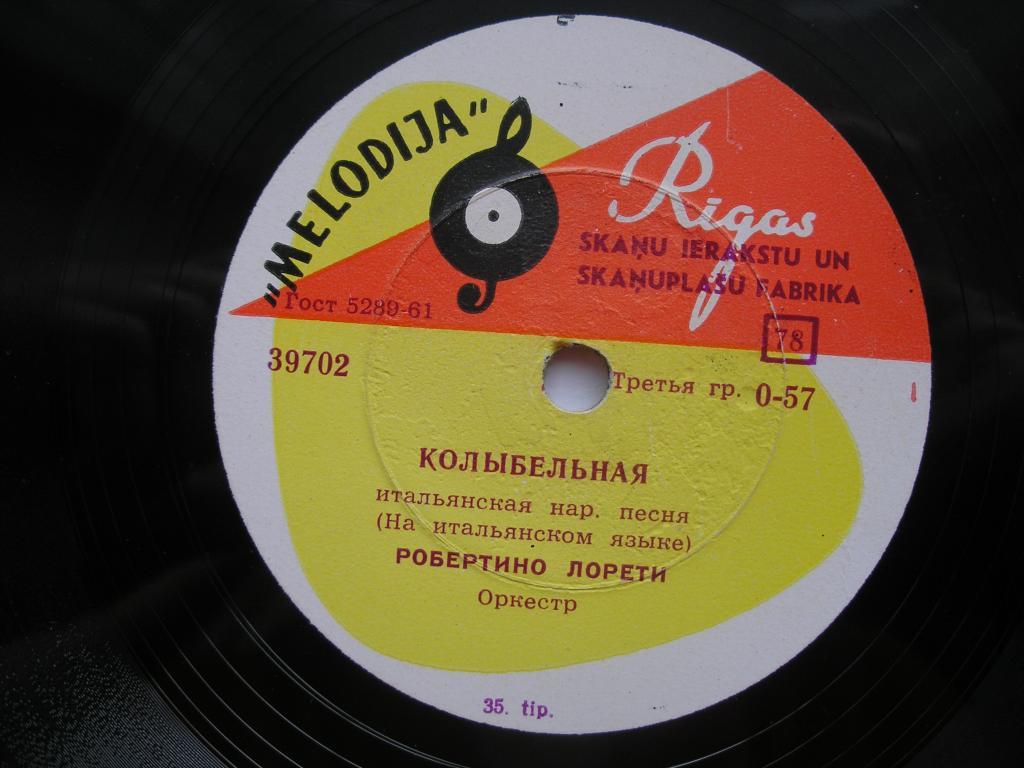 „MELODIJA"
Rīgas
SKAŅU IERAKSTU UN
SKAŅUPLAŠU FABRIKA
Гост 5289-61
78
39702
Третья гр. 0-57
КОЛЫБЕЛЬНАЯ
итальянская нар. песня
(На итальянском языке)
РОБЕРТИНО ЛОРЕТИ
Оркестр
35. tip.